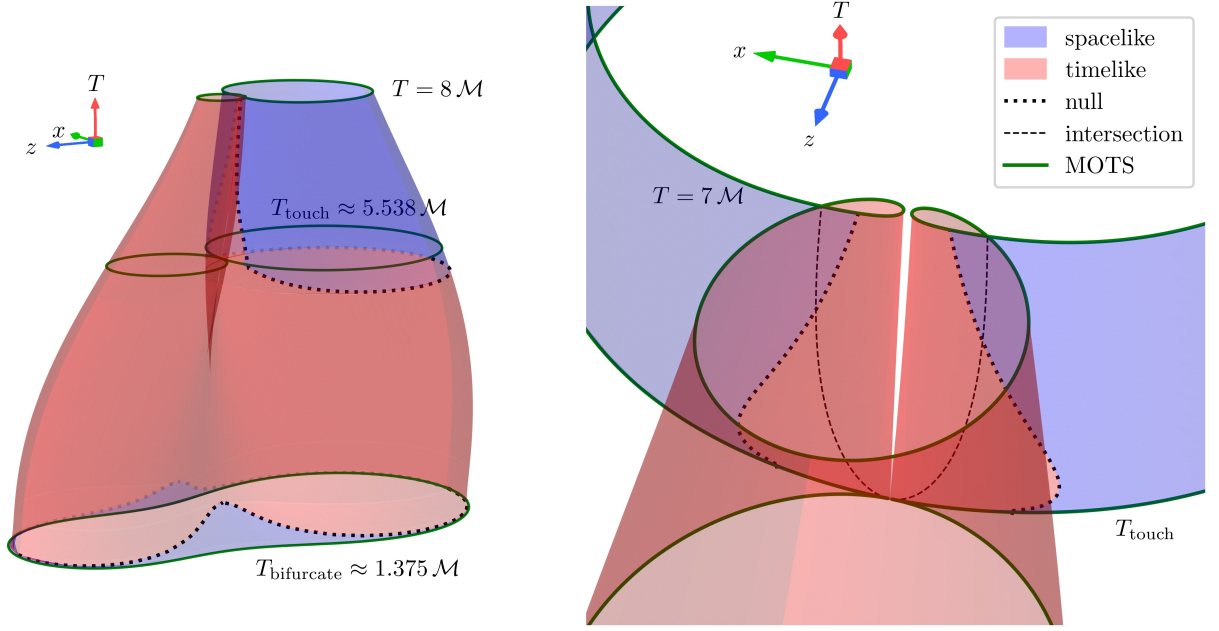 T
x
z
T = 8 ℳ
T_touch ≈ 5.538 ℳ
T_bifurcate ≈ 1.375 ℳ
T
x
z
T = 7 ℳ
T_touch
spacelike
timelike
null
intersection
MOTS